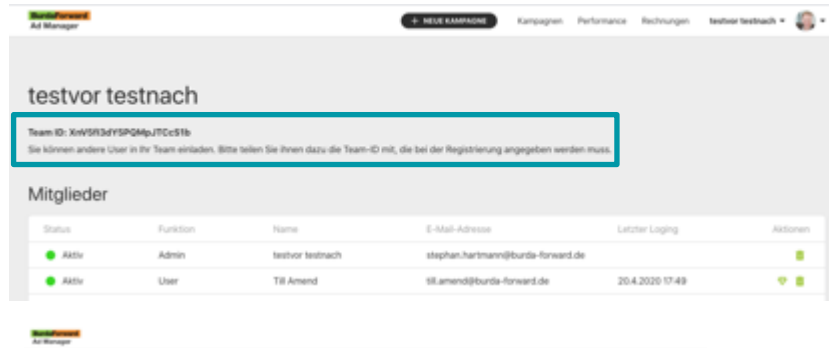 BurdaForward
Ad Manager
+ NEUE KAMPAGNE Kampagnen Performance Rechnungen testvor testnach
testvor testnach
Team ID:
Sie können andere User in Ihr Team einladen. Bitte teilen Sie ihnen dazu die Team-ID mit, die bei der Registrierung angegeben werden muss.
Mitglieder
Status Funktion Name E-Mail-Adresse Letzter Loging Aktionen
Aktiv Admin testvor testnach stephan.hartmann@burda-forward.de
Aktiv User Till Amend till.amend@burda-forward.de 20.4.2020 17:49
BurdaForward
Ad Manager